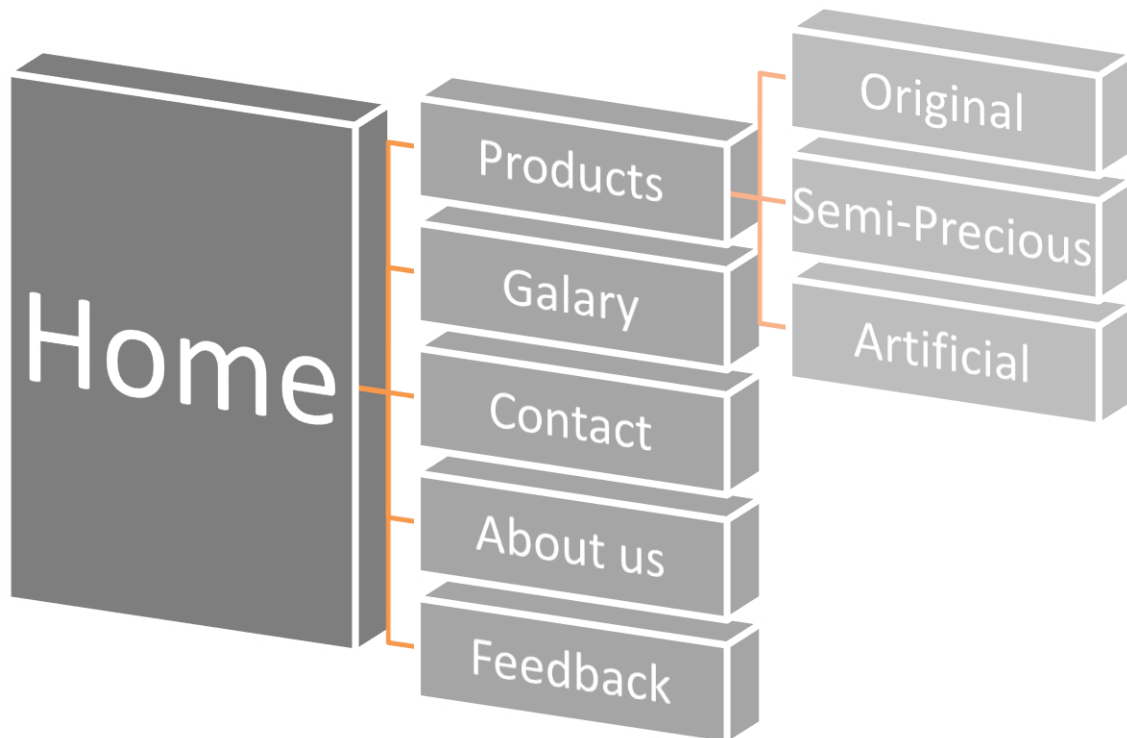 Home
Products
Galary
Contact
About us
Feedback
Original
Semi-Precious
Artificial